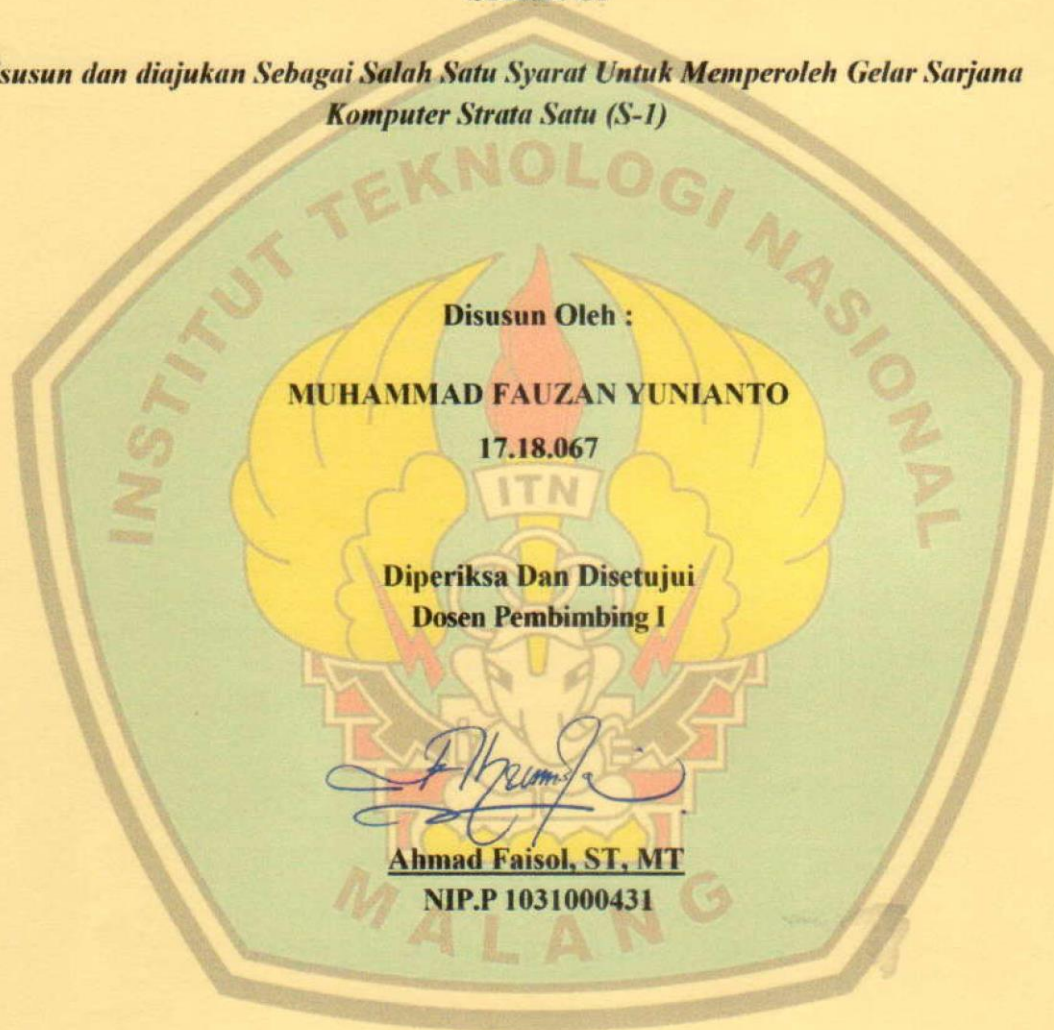 susun dan diajukan Sebagai Salah Satu Syarat Untuk Memperoleh Gelar Sarjana
Komputer Strata Satu (S-1)
INSTITUT TEKNOLOGI NASIONAL
Disusun Oleh :
MUHAMMAD FAUZAN YUNIANTO
17.18.067
ITN
Diperiksa Dan Disetujui
Dosen Pembimbing I
Ahmad Faisol, ST, MT
NIP.P 1031000431
MALANG